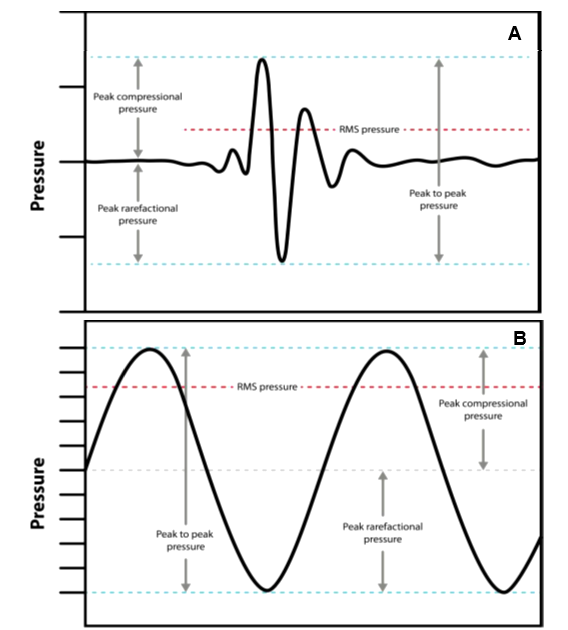 A
Peak compressional
pressure
RMS pressure
Pressure
Peak rarefactional
pressure
Peak to peak
pressure
B
RMS pressure
Peak compressional
pressure
Pressure
Peak to peak
pressure
Peak rarefactional
pressure